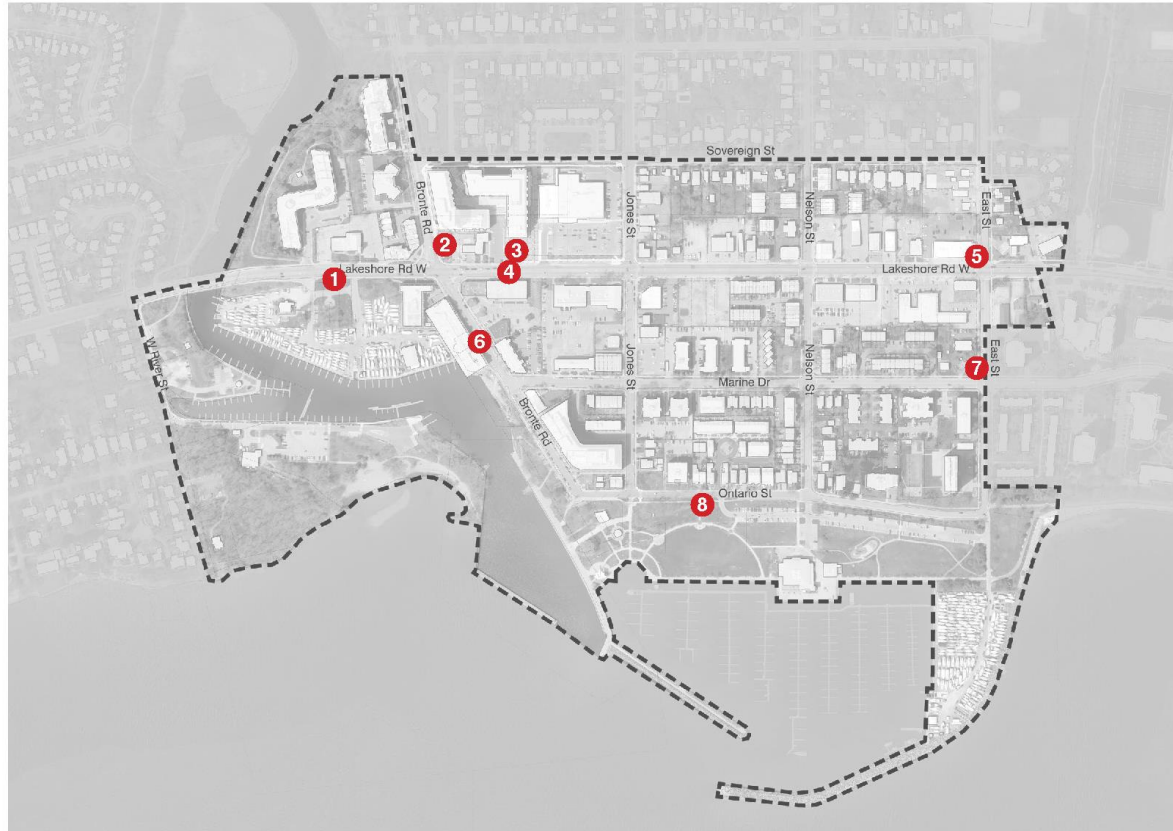 Sovereign St
Bronte Rd
Jones St
Nelson St
East St
2
3
5
Lakeshore Rd W
4
Lakeshore Rd W
1
6
W River St
Jones St
Nelson St
East St
7
Marine Dr
Bronte Rd
Ontario St
8